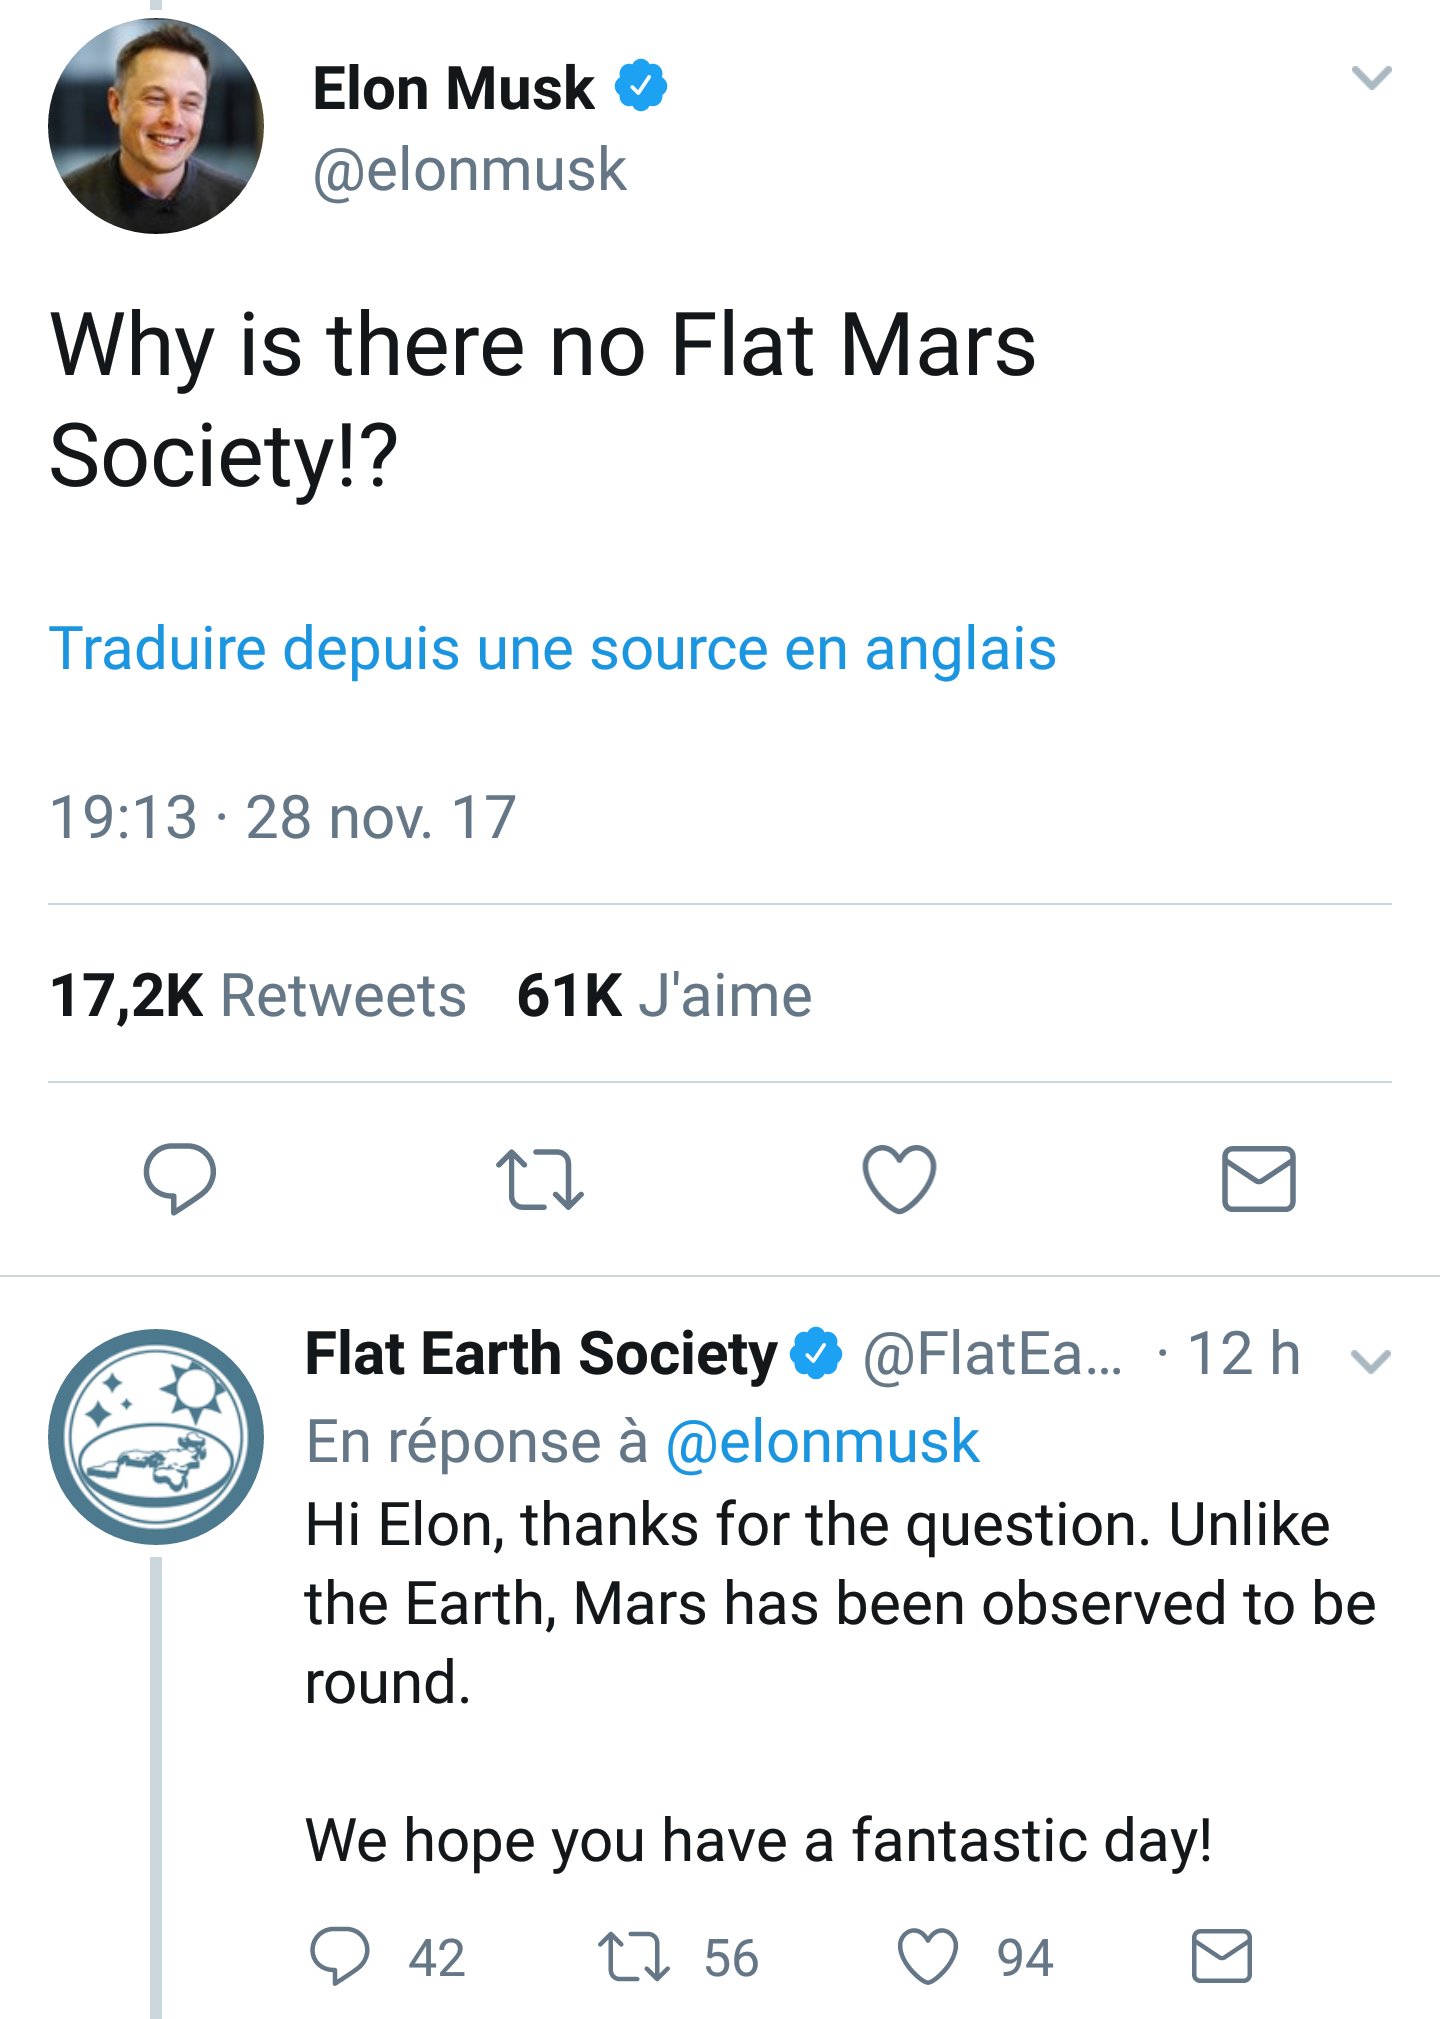 Elon Musk
@elonmusk
Why is there no Flat Mars
Society!?
Traduire depuis une source en anglais
19:13 · 28 nov. 17
17,2K Retweets 61K J'aime
Flat Earth Society @FlatEa... · 12 h
En réponse à @elonmusk
Hi Elon, thanks for the question. Unlike
the Earth, Mars has been observed to be
round.
We hope you have a fantastic day!
42 56 94